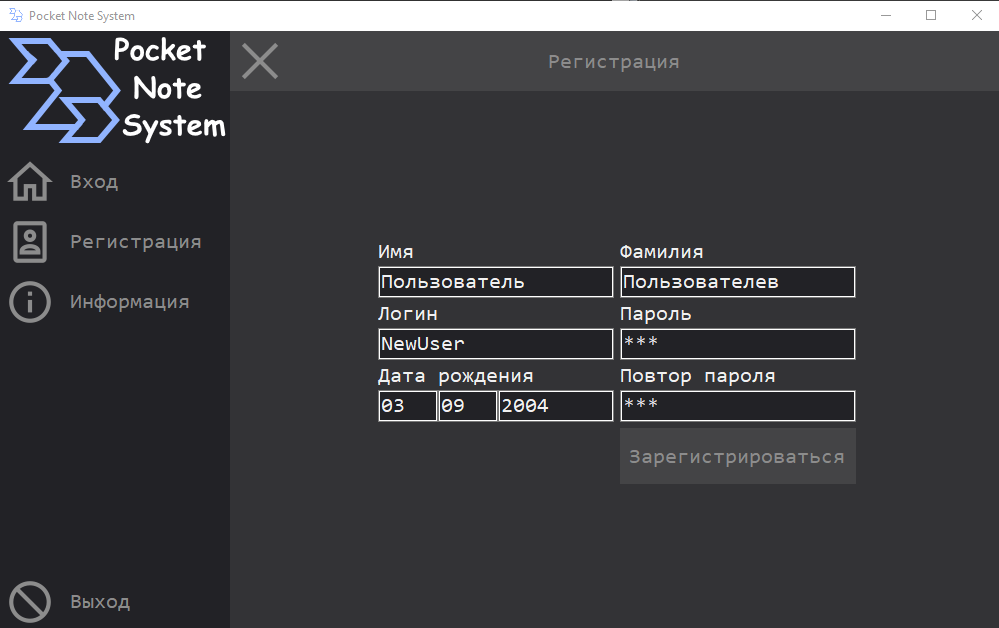 Pocket Note System
Pocket
Note
System
Вход
Регистрация
Информация
Выход
Регистрация
Имя
Фамилия
Пользователь
Пользователев
Логин
Пароль
NewUser
***
Дата рождения
Повтор пароля
03 09 2004
***
Зарегистрироваться